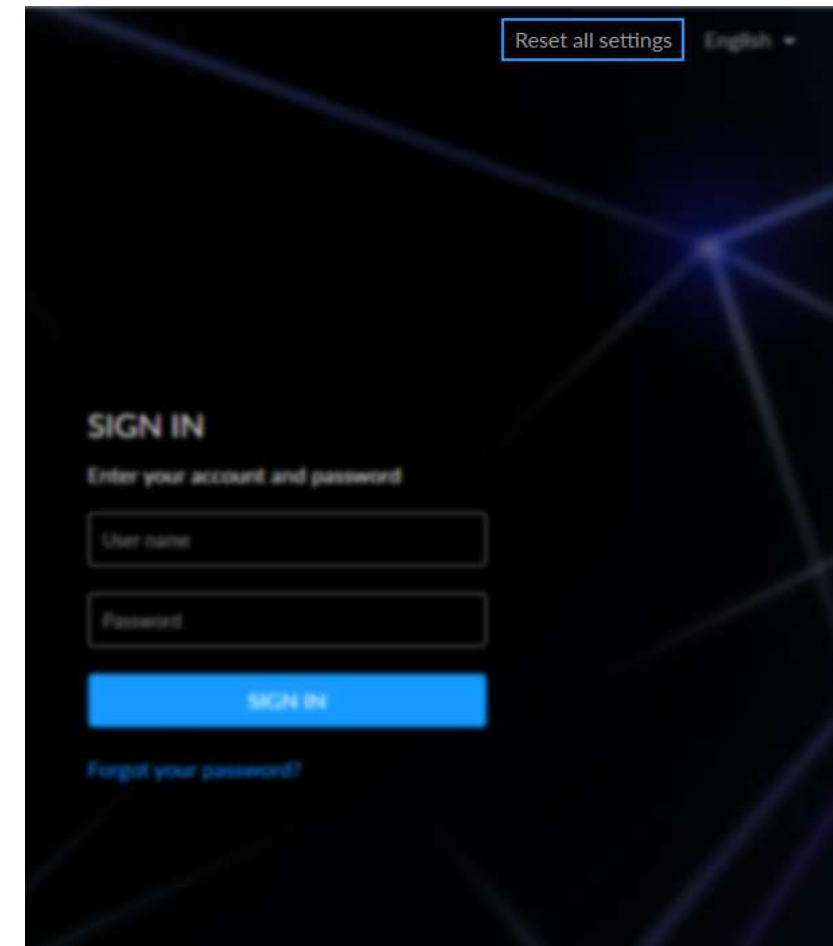 Reset all settings
English
SIGN IN
Enter your account and password
User name
Password
SIGN IN
Forgot your password?